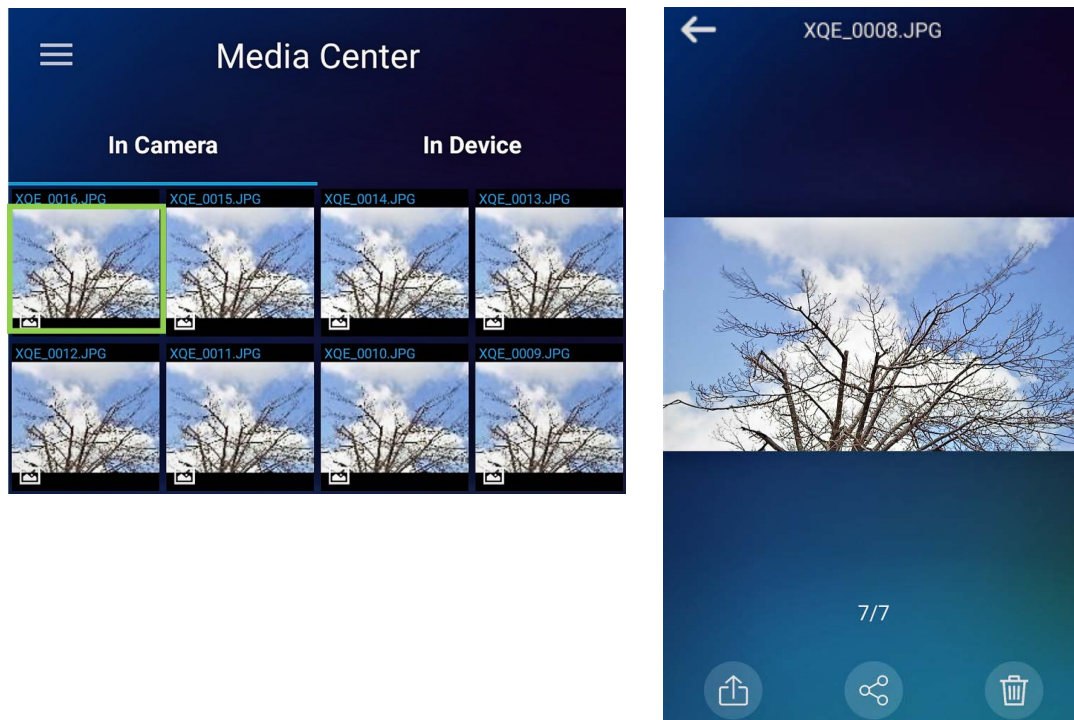 Media Center
In Camera In Device
XQE_0016.JPG XQE_0015.JPG XQE_0014.JPG XQE_0013.JPG
XQE_0012.JPG XQE_0011.JPG XQE_0010.JPG XQE_0009.JPG
XQE_0008.JPG
7/7